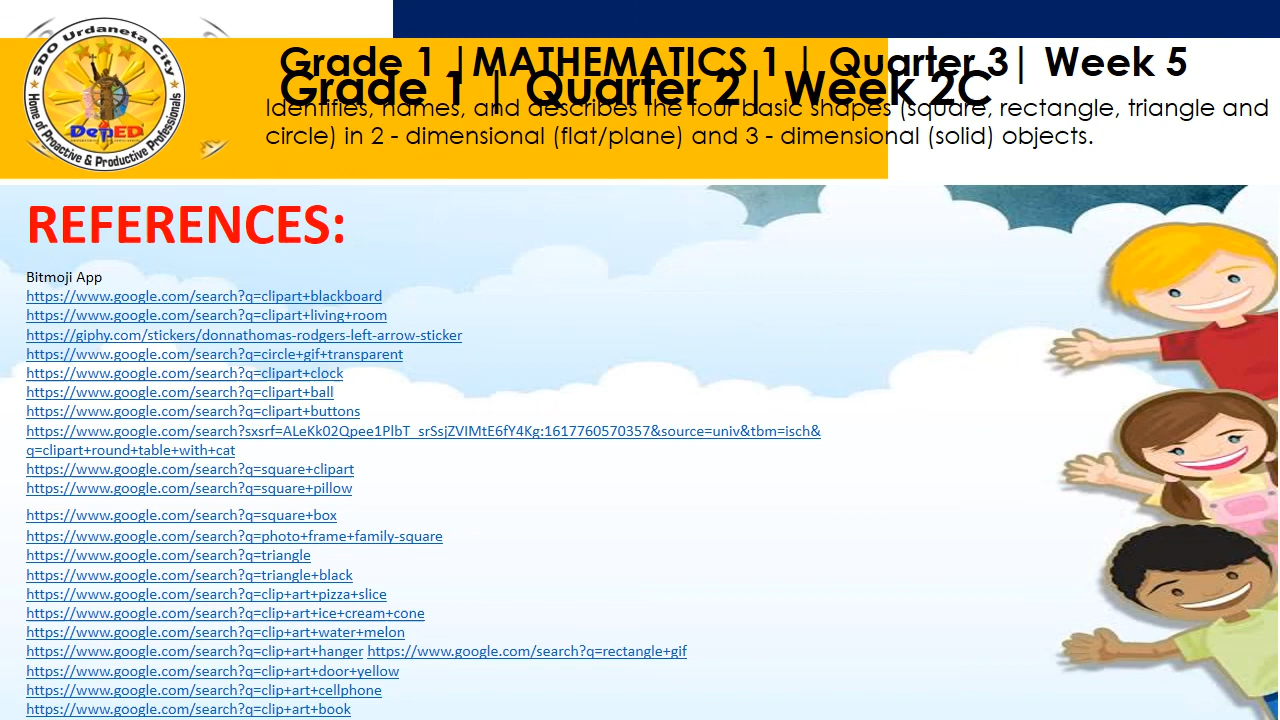 SDO Urdaneta City
DepED
Home of Proactive & Productive Professionals
Grade 1 |MATHEMATICS 1 | Quarter 3| Week 5
Grade 1 | Quarter 2| Week 2C
Identifies, names, and describes the four basic shapes (square, rectangle, triangle and
circle) in 2 - dimensional (flat/plane) and 3 - dimensional (solid) objects.
REFERENCES:
Bitmoji App
https://www.google.com/search?q=clipart+blackboard
https://www.google.com/search?q=clipart+living+room
https://giphy.com/stickers/donnathomas-rodgers-left-arrow-sticker
https://www.google.com/search?q=circle+gif+transparent
https://www.google.com/search?q=clipart+clock
https://www.google.com/search?q=clipart+ball
https://www.google.com/search?q=clipart+buttons
https://www.google.com/search?sxsrf=ALeKk02Qpee1PlbT_srSsjZVIMtE6fY4Kg:1617760570357&source=univ&tbm=isch&
q=clipart+round+table+with+cat
https://www.google.com/search?q=square+clipart
https://www.google.com/search?q=square+pillow
https://www.google.com/search?q=square+box
https://www.google.com/search?q=photo+frame+family-square
https://www.google.com/search?q=triangle
https://www.google.com/search?q=triangle+black
https://www.google.com/search?q=clip+art+pizza+slice
https://www.google.com/search?q=clip+art+ice+cream+cone
https://www.google.com/search?q=clip+art+water+melon
https://www.google.com/search?q=clip+art+hanger https://www.google.com/search?q=rectangle+gif
https://www.google.com/search?q=clip+art+door+yellow
https://www.google.com/search?q=clip+art+cellphone
https://www.google.com/search?q=clip+art+book